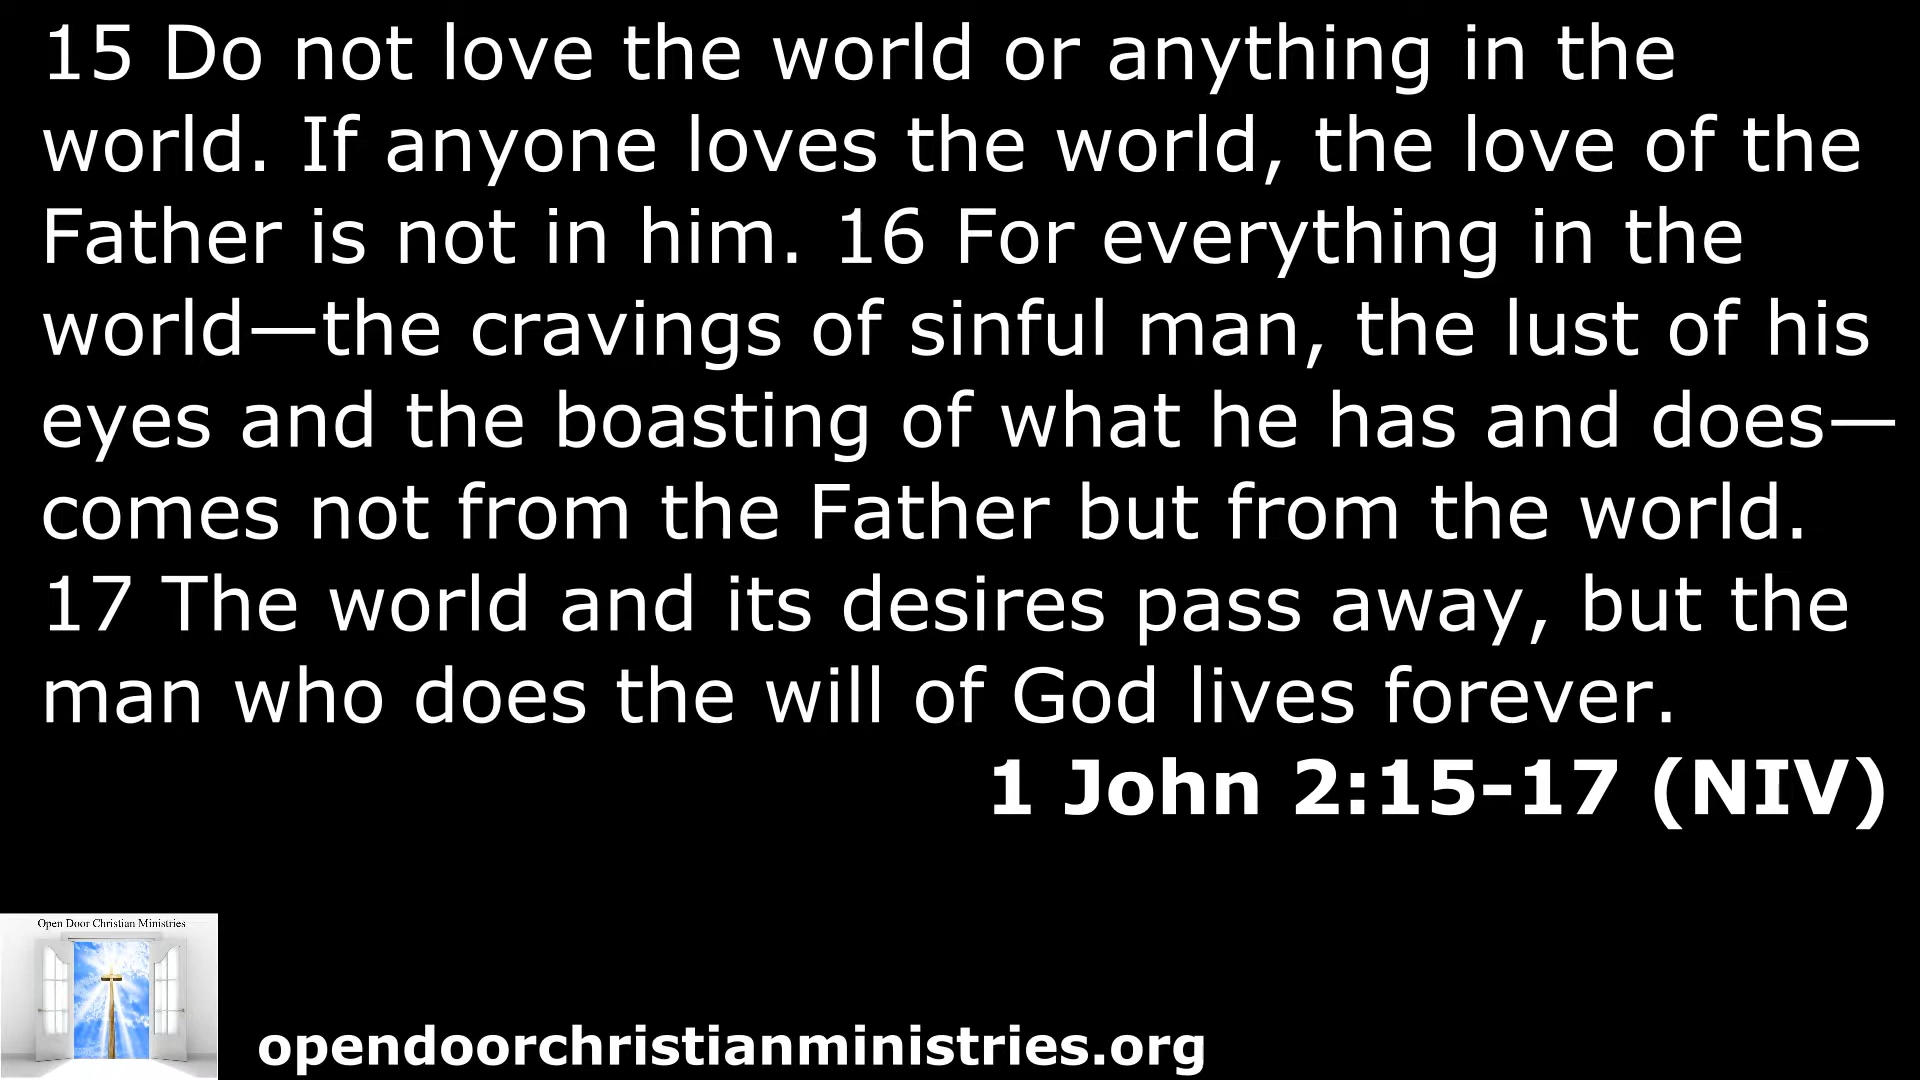 15 Do not love the world or anything in the
world. If anyone loves the world, the love of the
Father is not in him. 16 For everything in the
world—the cravings of sinful man, the lust of his
eyes and the boasting of what he has and does—
comes not from the Father but from the world.
17 The world and its desires pass away, but the
man who does the will of God lives forever.
1 John 2:15-17 (NIV)
Open Door Christian Ministries
opendoorchristianministries.org